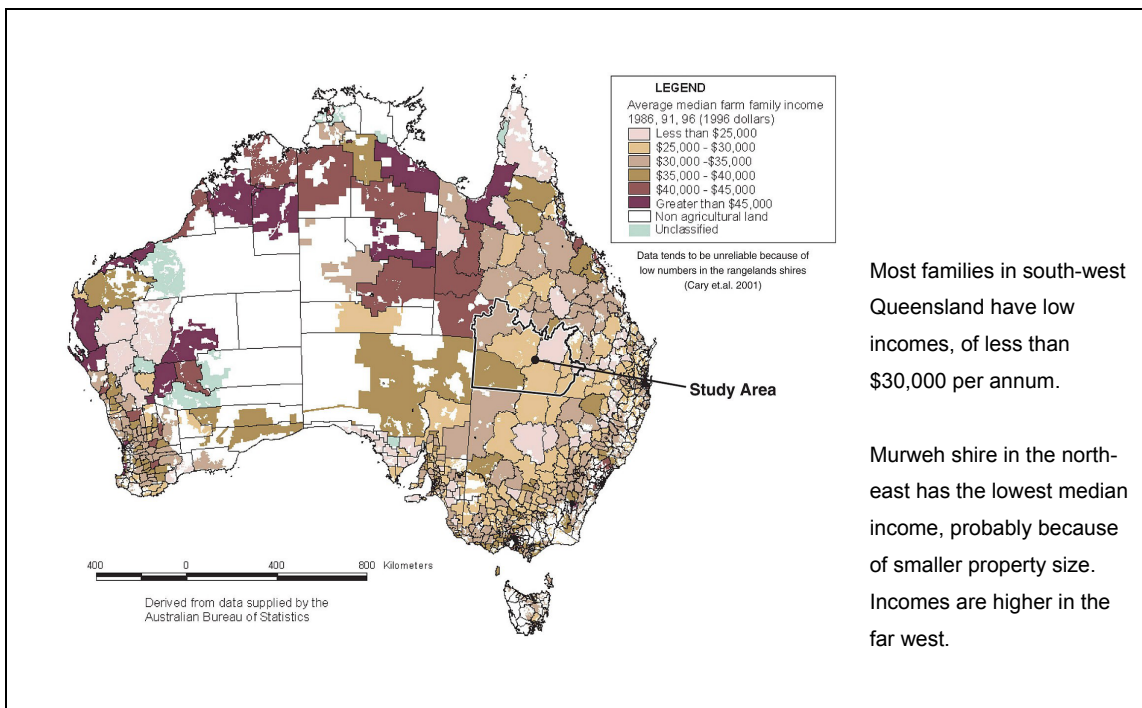 LEGEND
Average median farm family income
1986, 91, 96 (1996 dollars)
Less than $25,000
$25,000 - $30,000
$30,000 -$35,000
$35,000 - $40,000
$40,000 - $45,000
Greater than $45,000
Non agricultural land
Unclassified
Data tends to be unreliable because of
low numbers in the rangelands shires
(Cary et.al. 2001)
Most families in south-west
Queensland have low
incomes, of less than
$30,000 per annum.
Study Area
Murweh shire in the north-
east has the lowest median
income, probably because
of smaller property size.
Incomes are higher in the
far west.
400 0 400 800 Kilometers
Derived from data supplied by the
Australian Bureau of Statistics